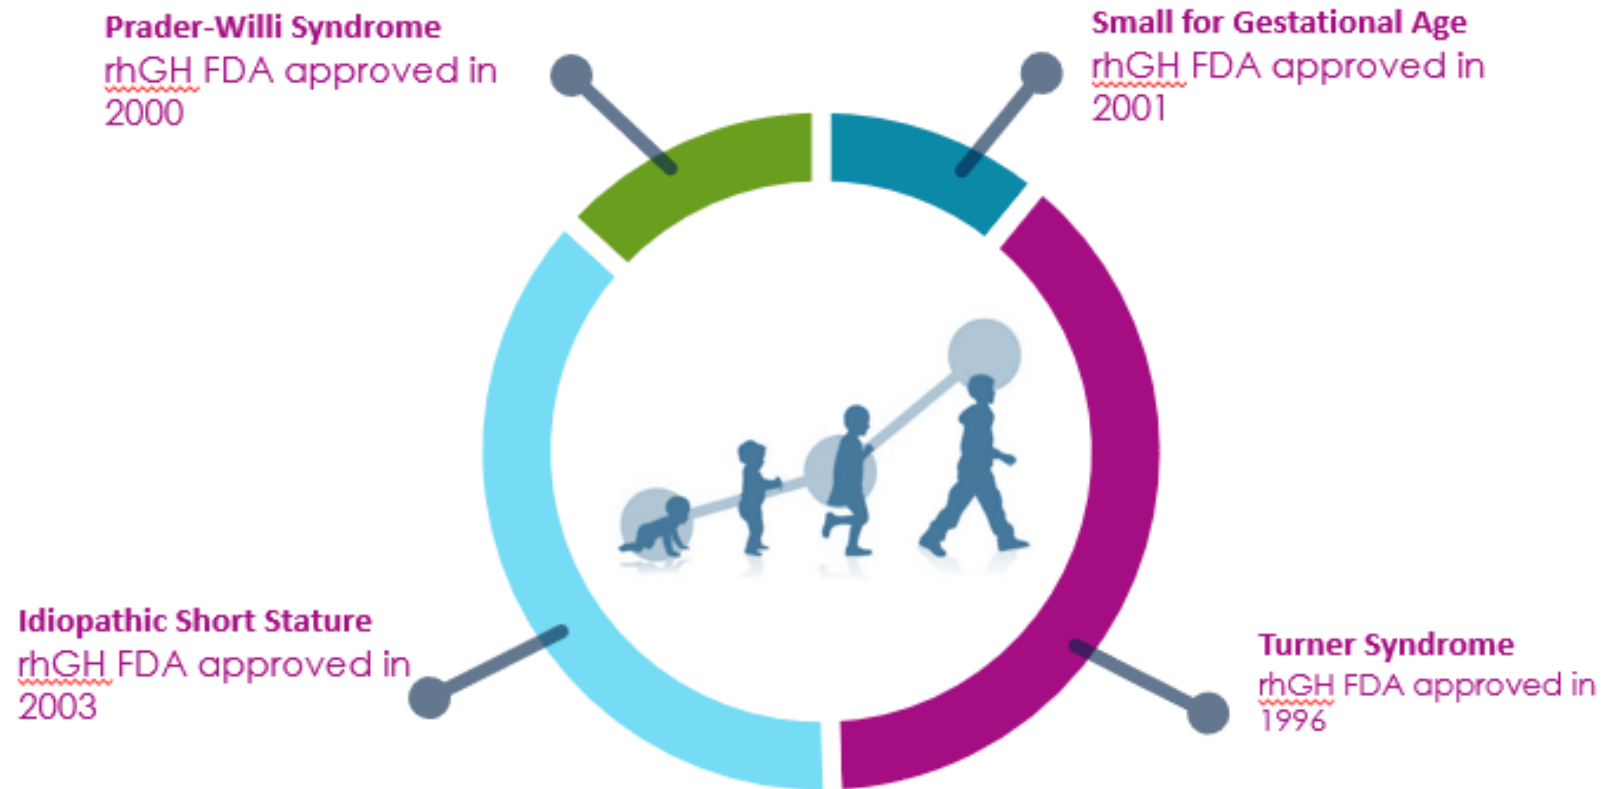 Prader-Willi Syndrome
rhGH FDA approved in
2000
Small for Gestational Age
rhGH FDA approved in
2001
Idiopathic Short Stature
rhGH FDA approved in
2003
Turner Syndrome
rhGH FDA approved in
1996